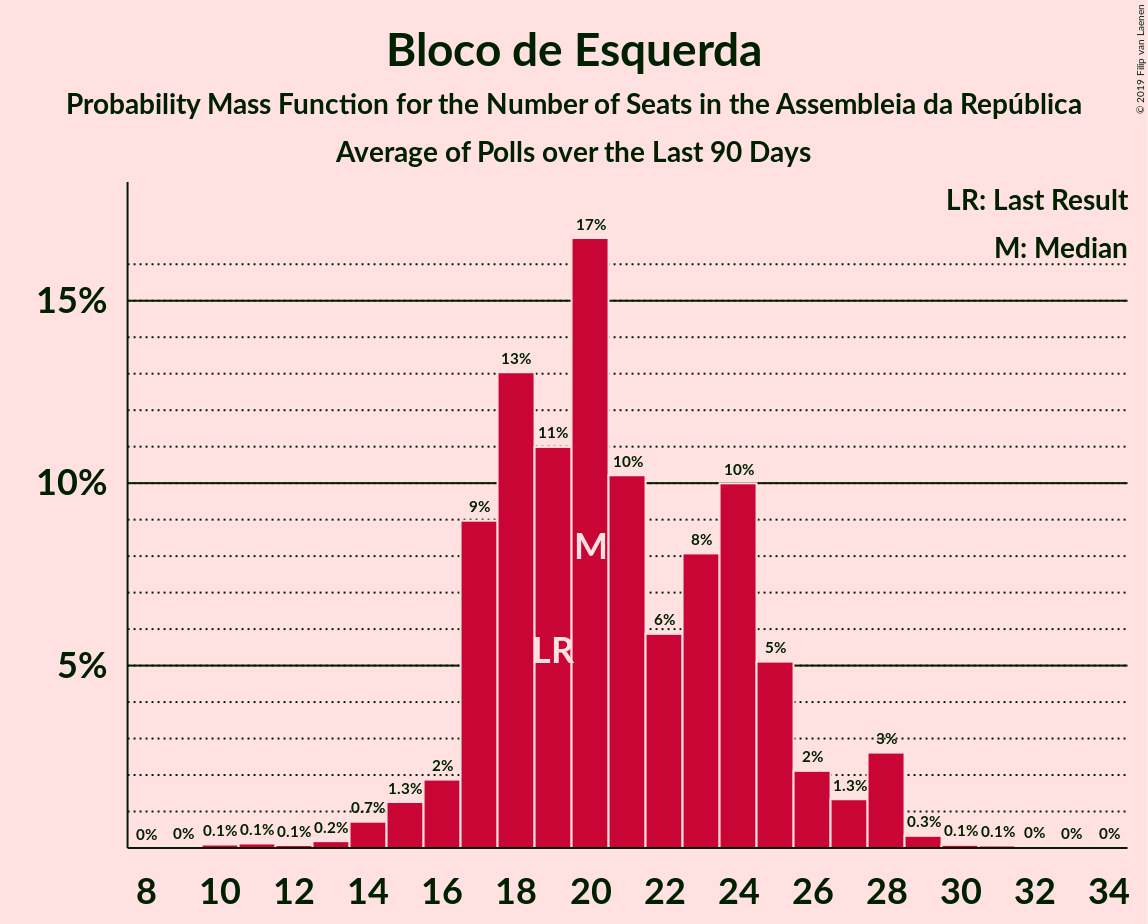 Bloco de Esquerda
Probability Mass Function for the Number of Seats in the Assembleia da República
Average of Polls over the Last 90 Days
© 2019 Filip van Laenen
LR: Last Result
M: Median
15%
10%
5%
0% 0% 0.1% 0.1% 0.1% 0.2% 0.7% 1.3% 2% 9% 13% 11% 17% 10% 6% 8% 10% 5% 2% 1.3% 3% 0.3% 0.1% 0.1% 0% 0% 0%
M
LR
8 10 12 14 16 18 20 22 24 26 28 30 32 34